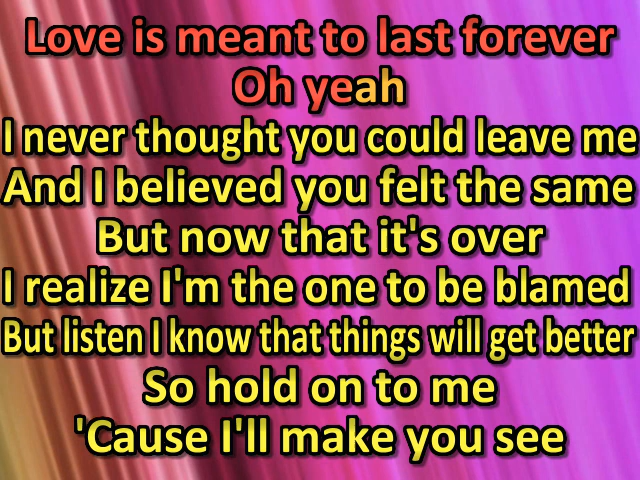 Love is meant to last forever
Oh yeah
I never thought you could leave me
And I believed you felt the same
But now that it's over
I realize I'm the one to be blamed
But listen I know that things will get better
So hold on to me
'Cause I'll make you see